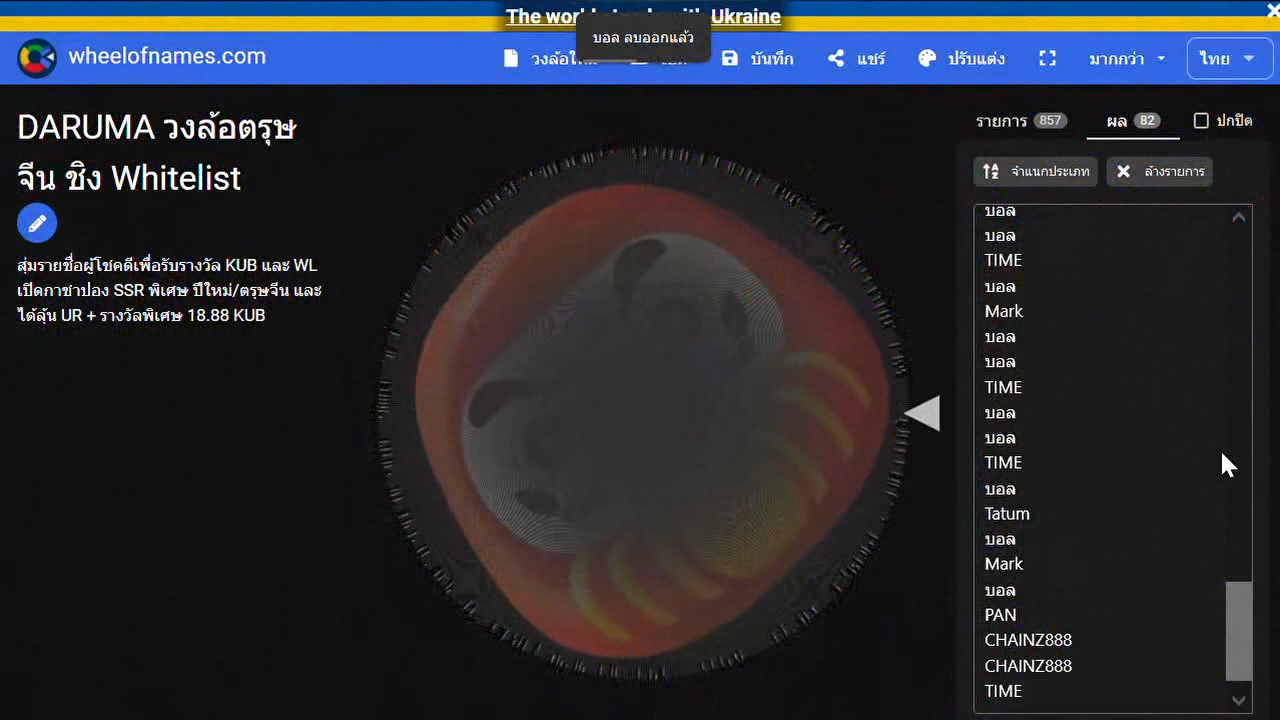 The world stands with Ukraine
บอล ลบออกแล้ว
wheelofnames.com
วงล้อใหม่
บันทึก
แชร์
ปรับแต่ง
มากกว่า
ไทย
DARUMA วงล้อตรุษ
จีน ชิง Whitelist
สุ่มรายชื่อผู้โชคดีเพื่อรับรางวัล KUB และ WL
เปิดกาชาปอง SSR พิเศษ ปีใหม่/ตรุษจีน และ
ได้ลุ้น UR + รางวัลพิเศษ 18.88 KUB
รายการ 857
ผล 82
ปกปิด
จำแนกประเภท
ล้างรายการ
บอล
บอล
TIME
บอล
Mark
บอล
บอล
TIME
บอล
บอล
TIME
บอล
Tatum
บอล
Mark
บอล
PAN
CHAINZ888
CHAINZ888
TIME